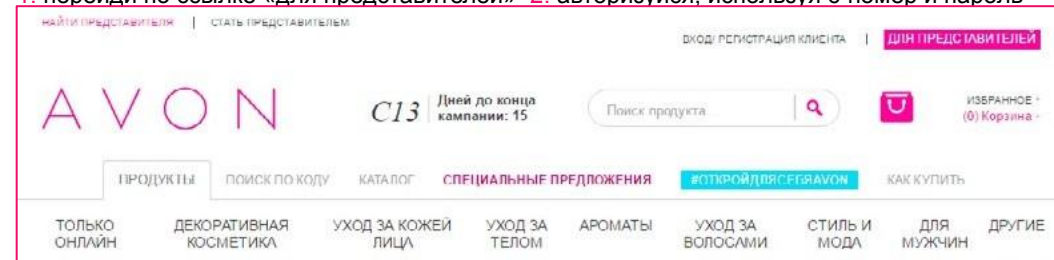 1. перейди по ссылке «для представителей» 2. авторизуйся, используя с номер и пароль
НАЙТИ ПРЕДСТАВИТЕЛЯ | СТАТЬ ПРЕДСТАВИТЕЛЕМ
ВХОД/ РЕГИСТРАЦИЯ КЛИЕНТА | ДЛЯ ПРЕДСТАВИТЕЛЕЙ
AVON
C13 Дней до конца кампании: 15
Поиск продукта...
ИЗБРАННОЕ
(0) Корзина
ПРОДУКТЫ ПОИСК ПО КОДУ КАТАЛОГ СПЕЦИАЛЬНЫЕ ПРЕДЛОЖЕНИЯ #ОТКРОЙДЛЯСЕБЯAVON КАК КУПИТЬ
ТОЛЬКО ОНЛАЙН
ДЕКОРАТИВНАЯ КОСМЕТИКА
УХОД ЗА КОЖЕЙ ЛИЦА
УХОД ЗА ТЕЛОМ
АРОМАТЫ
УХОД ЗА ВОЛОСАМИ
СТИЛЬ И МОДА
ДЛЯ МУЖЧИН
ДРУГИЕ